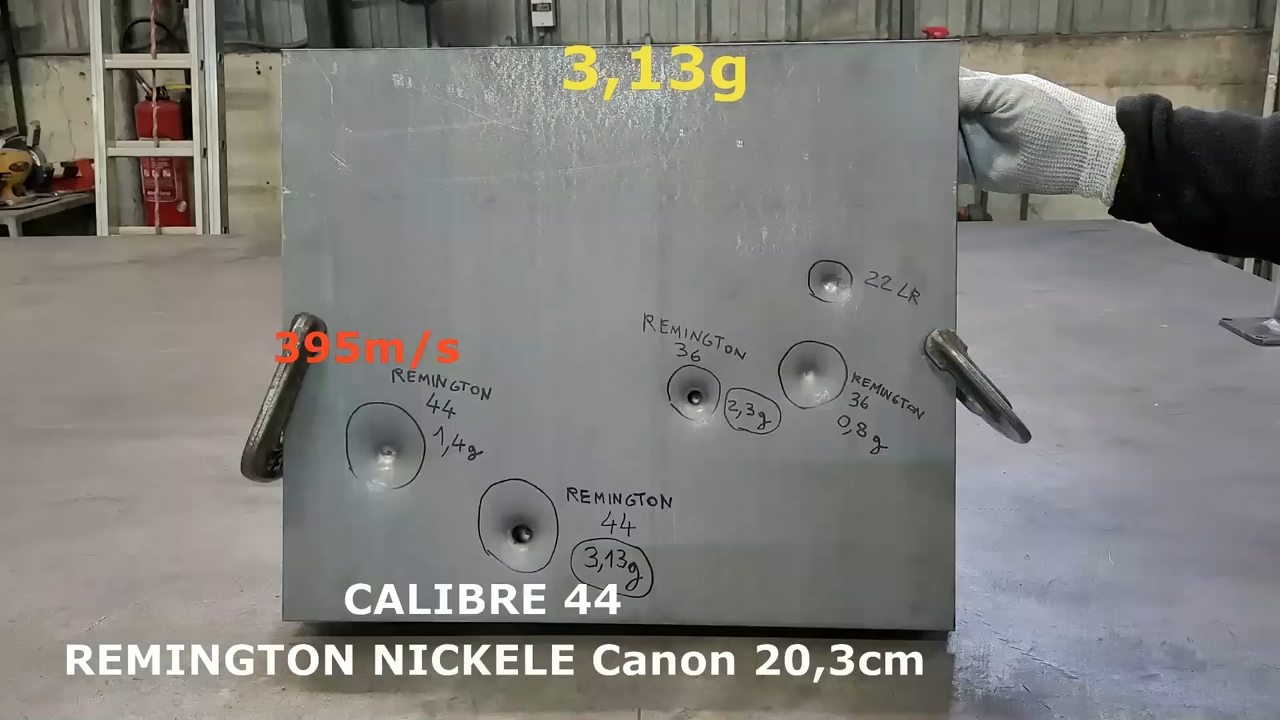 3,13g
22 LR
REMINGTON
36
2,3g
REMINGTON
36
0,8g
395m/s
REMINGTON
44
1,4g
REMINGTON
44
3,13g
CALIBRE 44
REMINGTON NICKELE Canon 20,3cm